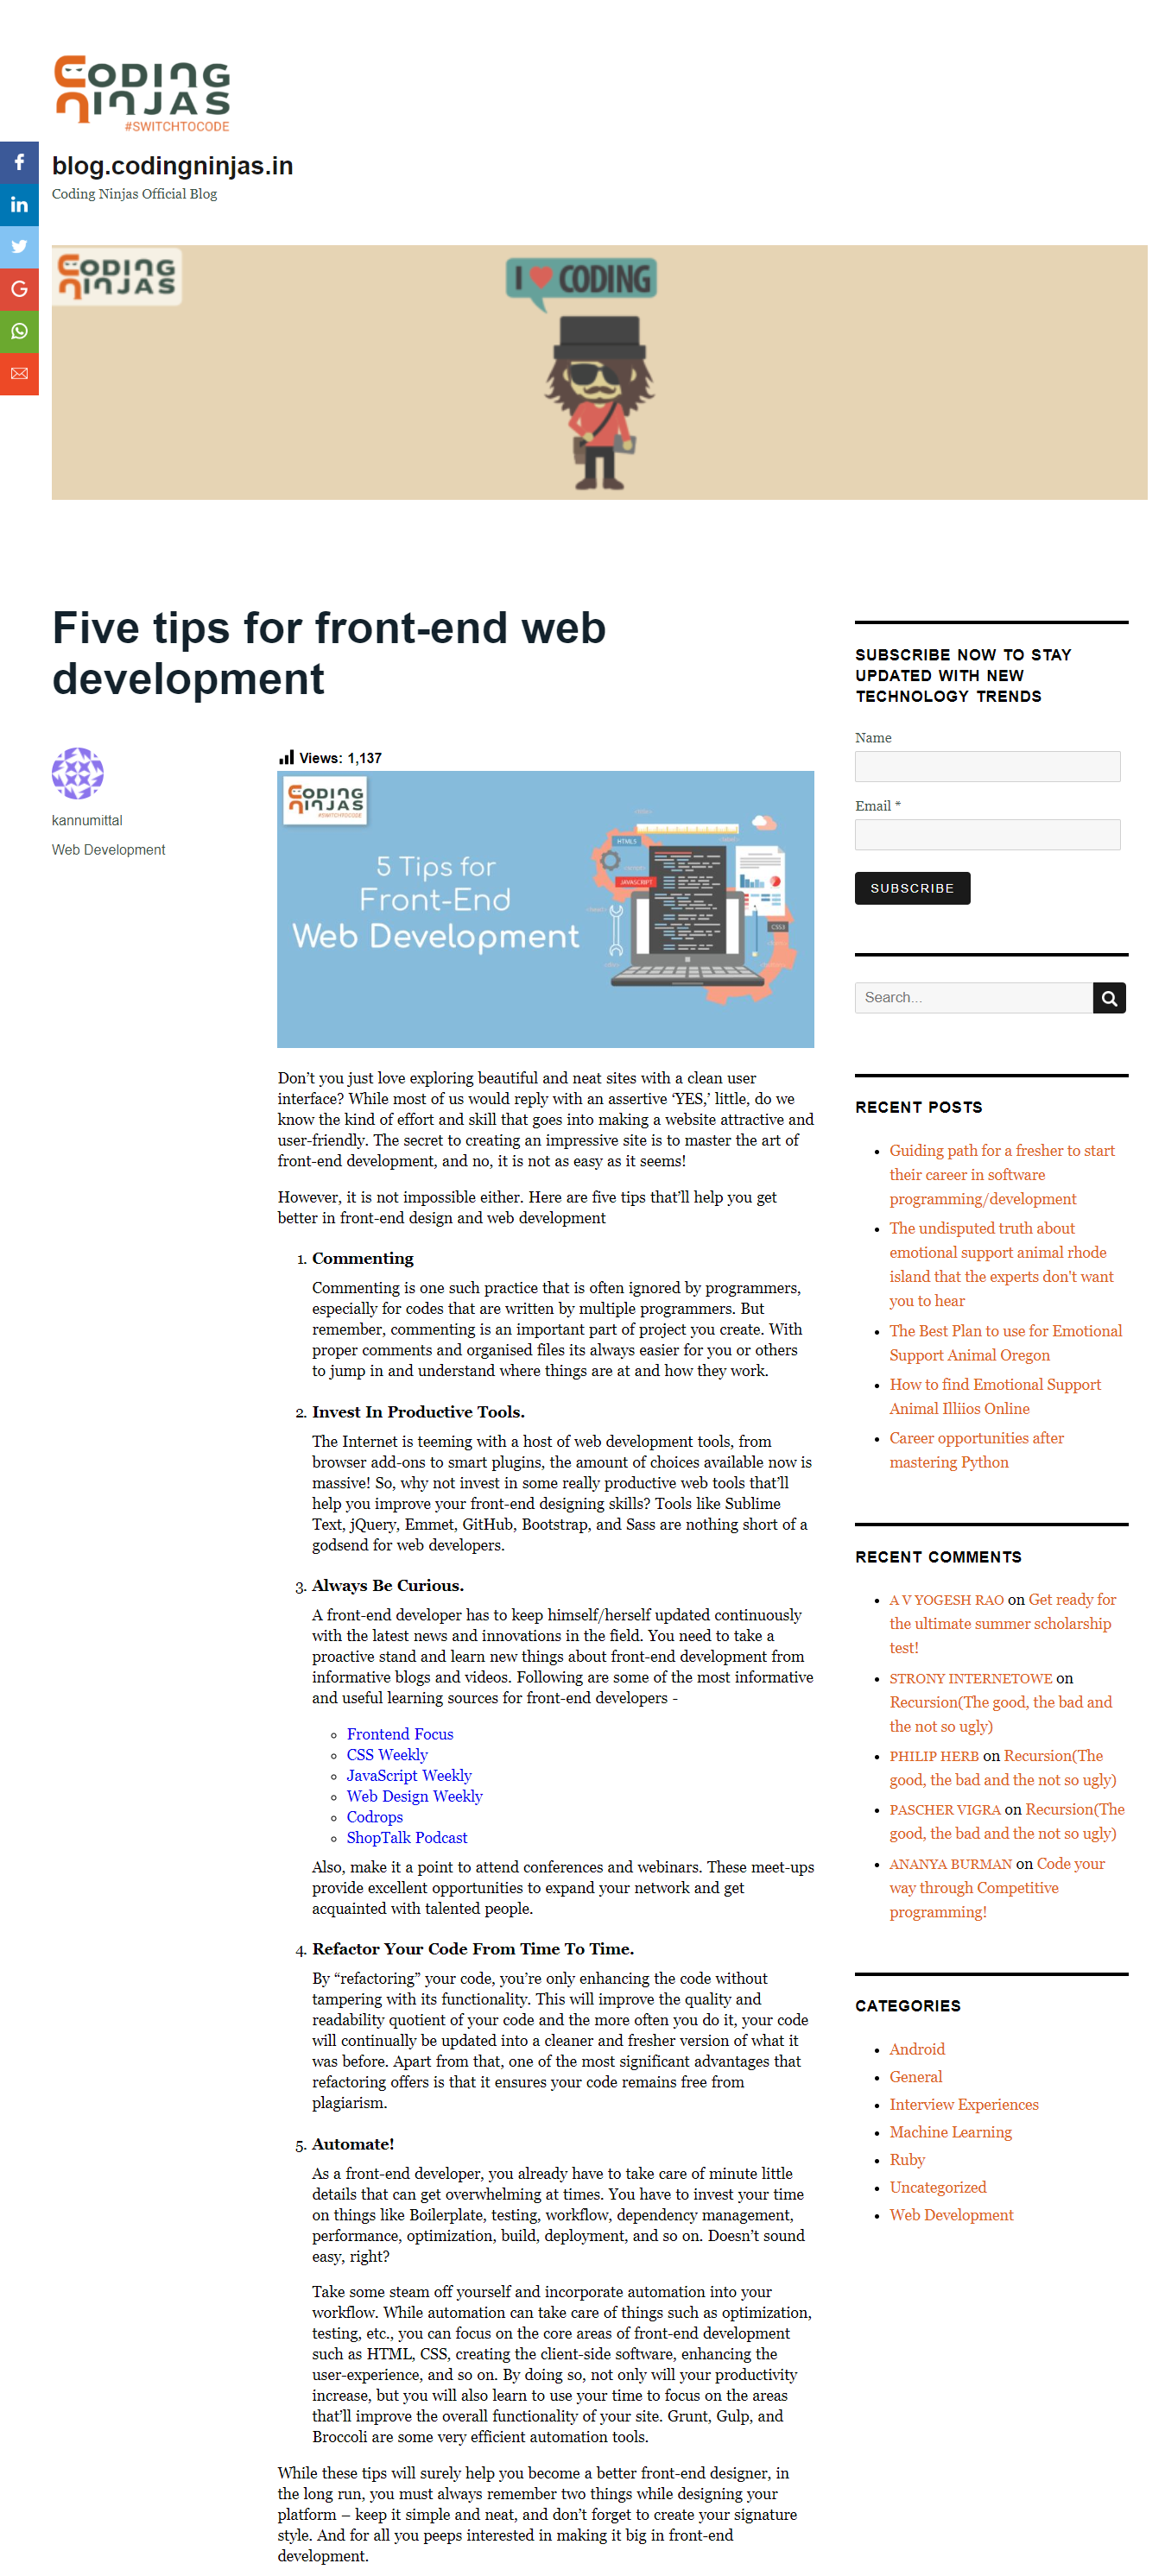 CODING
NINJAS
#SWITCHTOCODE
blog.codingninjas.in
Coding Ninjas Official Blog
CODING
NINJAS
I CODING
Five tips for front-end web
development
kannumittal
Web Development
Views: 1,137
CODING
NINJAS
#SWITCHTOCODE
5 Tips for
Front-End
Web Development
HTML5
JAVASCRIPT
CSS3
Don’t you just love exploring beautiful and neat sites with a clean user
interface? While most of us would reply with an assertive ‘YES,’ little, do we
know the kind of effort and skill that goes into making a website attractive and
user-friendly. The secret to creating an impressive site is to master the art of
front-end development, and no, it is not as easy as it seems!
However, it is not impossible either. Here are five tips that’ll help you get
better in front-end design and web development
1. Commenting
Commenting is one such practice that is often ignored by programmers,
especially for codes that are written by multiple programmers. But
remember, commenting is an important part of project you create. With
proper comments and organised files its always easier for you or others
to jump in and understand where things are at and how they work.
2. Invest In Productive Tools.
The Internet is teeming with a host of web development tools, from
browser add-ons to smart plugins, the amount of choices available now is
massive! So, why not invest in some really productive web tools that’ll
help you improve your front-end designing skills? Tools like Sublime
Text, jQuery, Emmet, GitHub, Bootstrap, and Sass are nothing short of a
godsend for web developers.
3. Always Be Curious.
A front-end developer has to keep himself/herself updated continuously
with the latest news and innovations in the field. You need to take a
proactive stand and learn new things about front-end development from
informative blogs and videos. Following are some of the most informative
and useful learning sources for front-end developers -
Frontend Focus
CSS Weekly
JavaScript Weekly
Web Design Weekly
Codrops
ShopTalk Podcast
Also, make it a point to attend conferences and webinars. These meet-ups
provide excellent opportunities to expand your network and get
acquainted with talented people.
4. Refactor Your Code From Time To Time.
By “refactoring” your code, you’re only enhancing the code without
tampering with its functionality. This will improve the quality and
readability quotient of your code and the more often you do it, your code
will continually be updated into a cleaner and fresher version of what it
was before. Apart from that, one of the most significant advantages that
refactoring offers is that it ensures your code remains free from
plagiarism.
5. Automate!
As a front-end developer, you already have to take care of minute little
details that can get overwhelming at times. You have to invest your time
on things like Boilerplate, testing, workflow, dependency management,
performance, optimization, build, deployment, and so on. Doesn’t sound
easy, right?
Take some steam off yourself and incorporate automation into your
workflow. While automation can take care of things such as optimization,
testing, etc., you can focus on the core areas of front-end development
such as HTML, CSS, creating the client-side software, enhancing the
user-experience, and so on. By doing so, not only will your productivity
increase, but you will also learn to use your time to focus on the areas
that’ll improve the overall functionality of your site. Grunt, Gulp, and
Broccoli are some very efficient automation tools.
While these tips will surely help you become a better front-end designer, in
the long run, you must always remember two things while designing your
platform – keep it simple and neat, and don’t forget to create your signature
style. And for all you peeps interested in making it big in front-end
development.
SUBSCRIBE NOW TO STAY
UPDATED WITH NEW
TECHNOLOGY TRENDS
Name
Email *
SUBSCRIBE
Search...
RECENT POSTS
Guiding path for a fresher to start
their career in software
programming/development
The undisputed truth about
emotional support animal rhode
island that the experts don't want
you to hear
The Best Plan to use for Emotional
Support Animal Oregon
How to find Emotional Support
Animal Illiios Online
Career opportunities after
mastering Python
RECENT COMMENTS
A V YOGESH RAO on Get ready for
the ultimate summer scholarship
test!
STRONY INTERNETOWE on
Recursion(The good, the bad and
the not so ugly)
PHILIP HERB on Recursion(The
good, the bad and the not so ugly)
PASCHER VIGRA on Recursion(The
good, the bad and the not so ugly)
ANANYA BURMAN on Code your
way through Competitive
programming!
CATEGORIES
Android
General
Interview Experiences
Machine Learning
Ruby
Uncategorized
Web Development